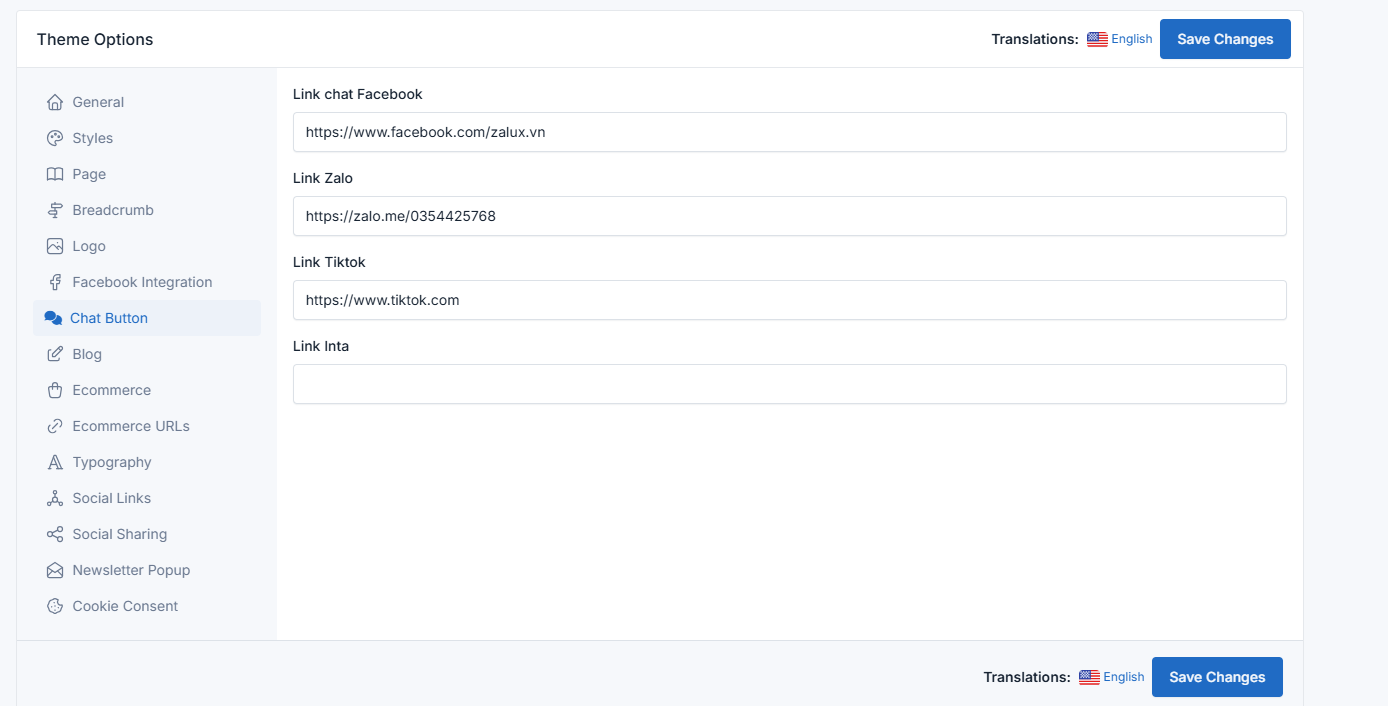 Theme Options
Translations: English Save Changes
General
Styles
Page
Breadcrumb
Logo
Facebook Integration
Chat Button
Blog
Ecommerce
Ecommerce URLs
Typography
Social Links
Social Sharing
Newsletter Popup
Cookie Consent
Link chat Facebook
https://www.facebook.com/zalux.vn
Link Zalo
https://zalo.me/0354425768
Link Tiktok
https://www.tiktok.com
Link Inta
Translations: English Save Changes